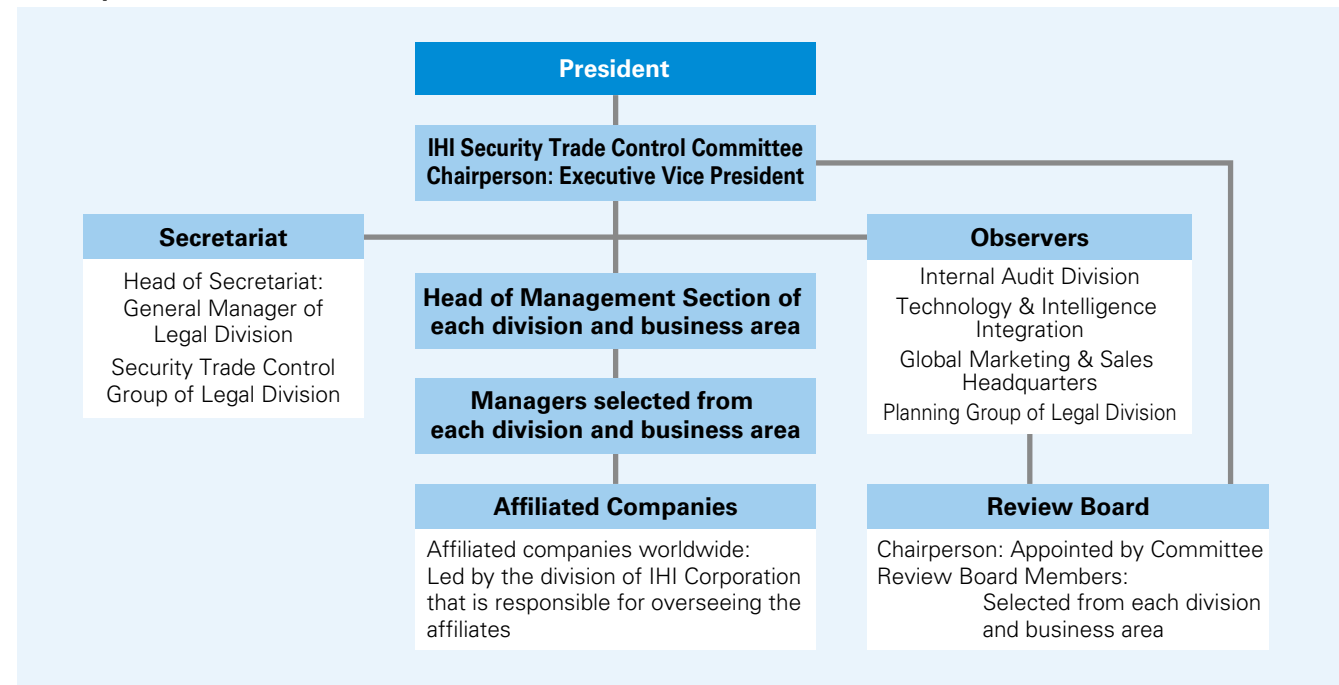 President
IHI Security Trade Control Committee
Chairperson: Executive Vice President
Secretariat
Head of Secretariat:
General Manager of
Legal Division
Security Trade Control
Group of Legal Division
Observers
Internal Audit Division
Technology & Intelligence
Integration
Global Marketing & Sales
Headquarters
Planning Group of Legal Division
Head of Management Section of
each division and business area
Managers selected from
each division and business area
Affiliated Companies
Affiliated companies worldwide:
Led by the division of IHI Corporation
that is responsible for overseeing the
affiliates
Review Board
Chairperson: Appointed by Committee
Review Board Members:
Selected from each division
and business area